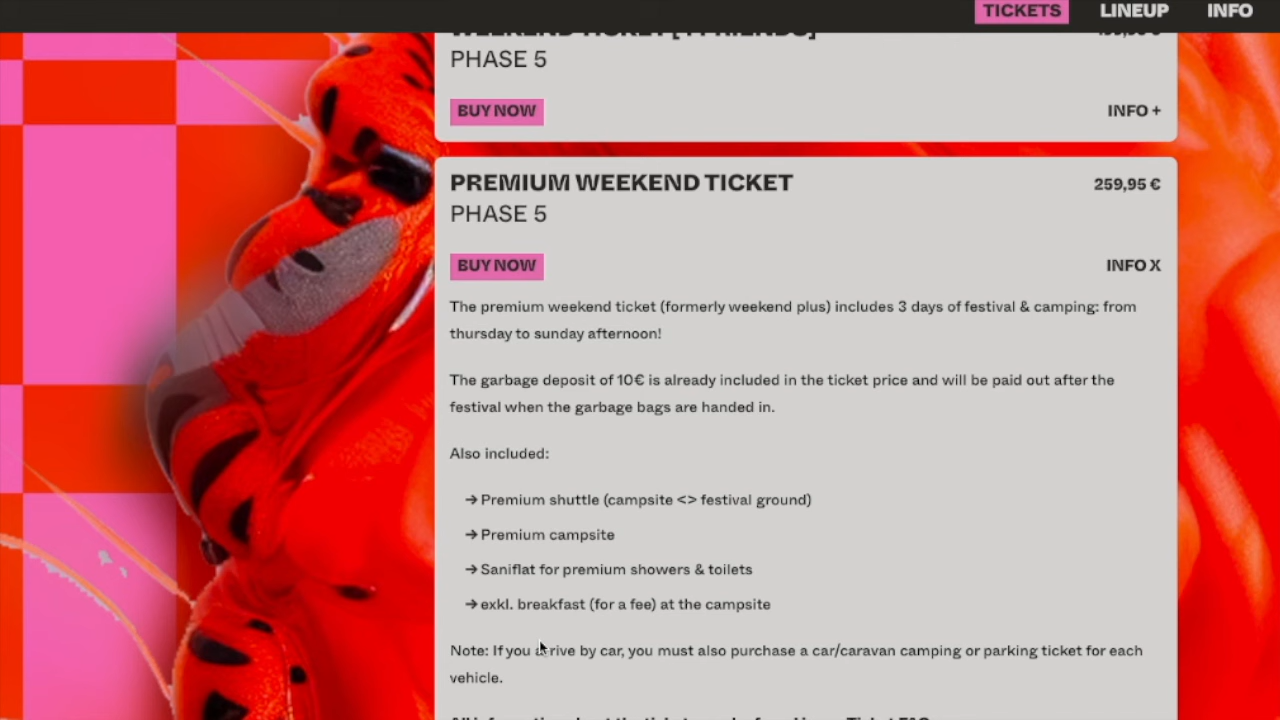 TICKETS LINEUP INFO
WEEKEND TICKET [4 FRIENDS]
PHASE 5
BUY NOW INFO +
PREMIUM WEEKEND TICKET 259,95 €
PHASE 5
BUY NOW INFO X
The premium weekend ticket (formerly weekend plus) includes 3 days of festival & camping: from
thursday to sunday afternoon!
The garbage deposit of 10€ is already included in the ticket price and will be paid out after the
festival when the garbage bags are handed in.
Also included:
→ Premium shuttle (campsite <> festival ground)
→ Premium campsite
→ Saniflat for premium showers & toilets
→ exkl. breakfast (for a fee) at the campsite
Note: If you arrive by car, you must also purchase a car/caravan camping or parking ticket for each
vehicle.